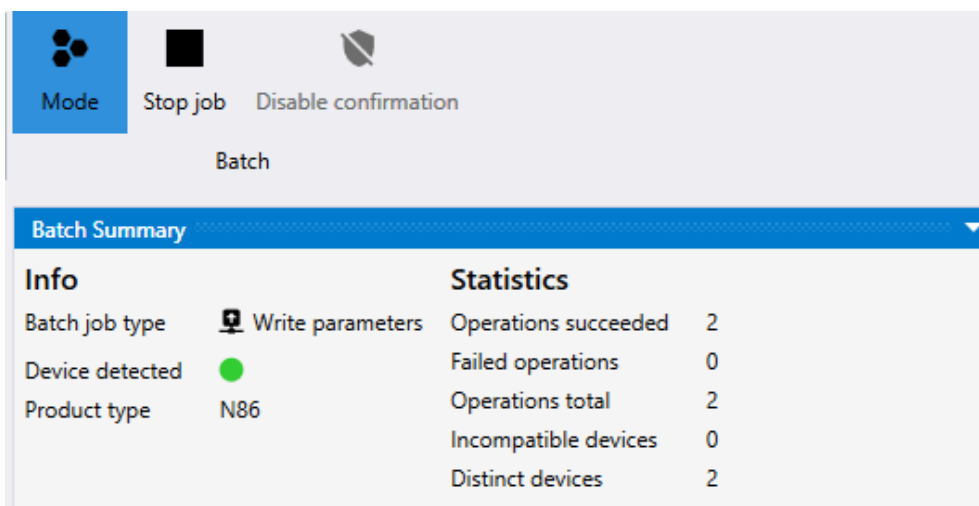 Mode Stop job Disable confirmation
Batch
Batch Summary
Info
Batch job type Write parameters
Device detected
Product type N86
Statistics
Operations succeeded 2
Failed operations 0
Operations total 2
Incompatible devices 0
Distinct devices 2